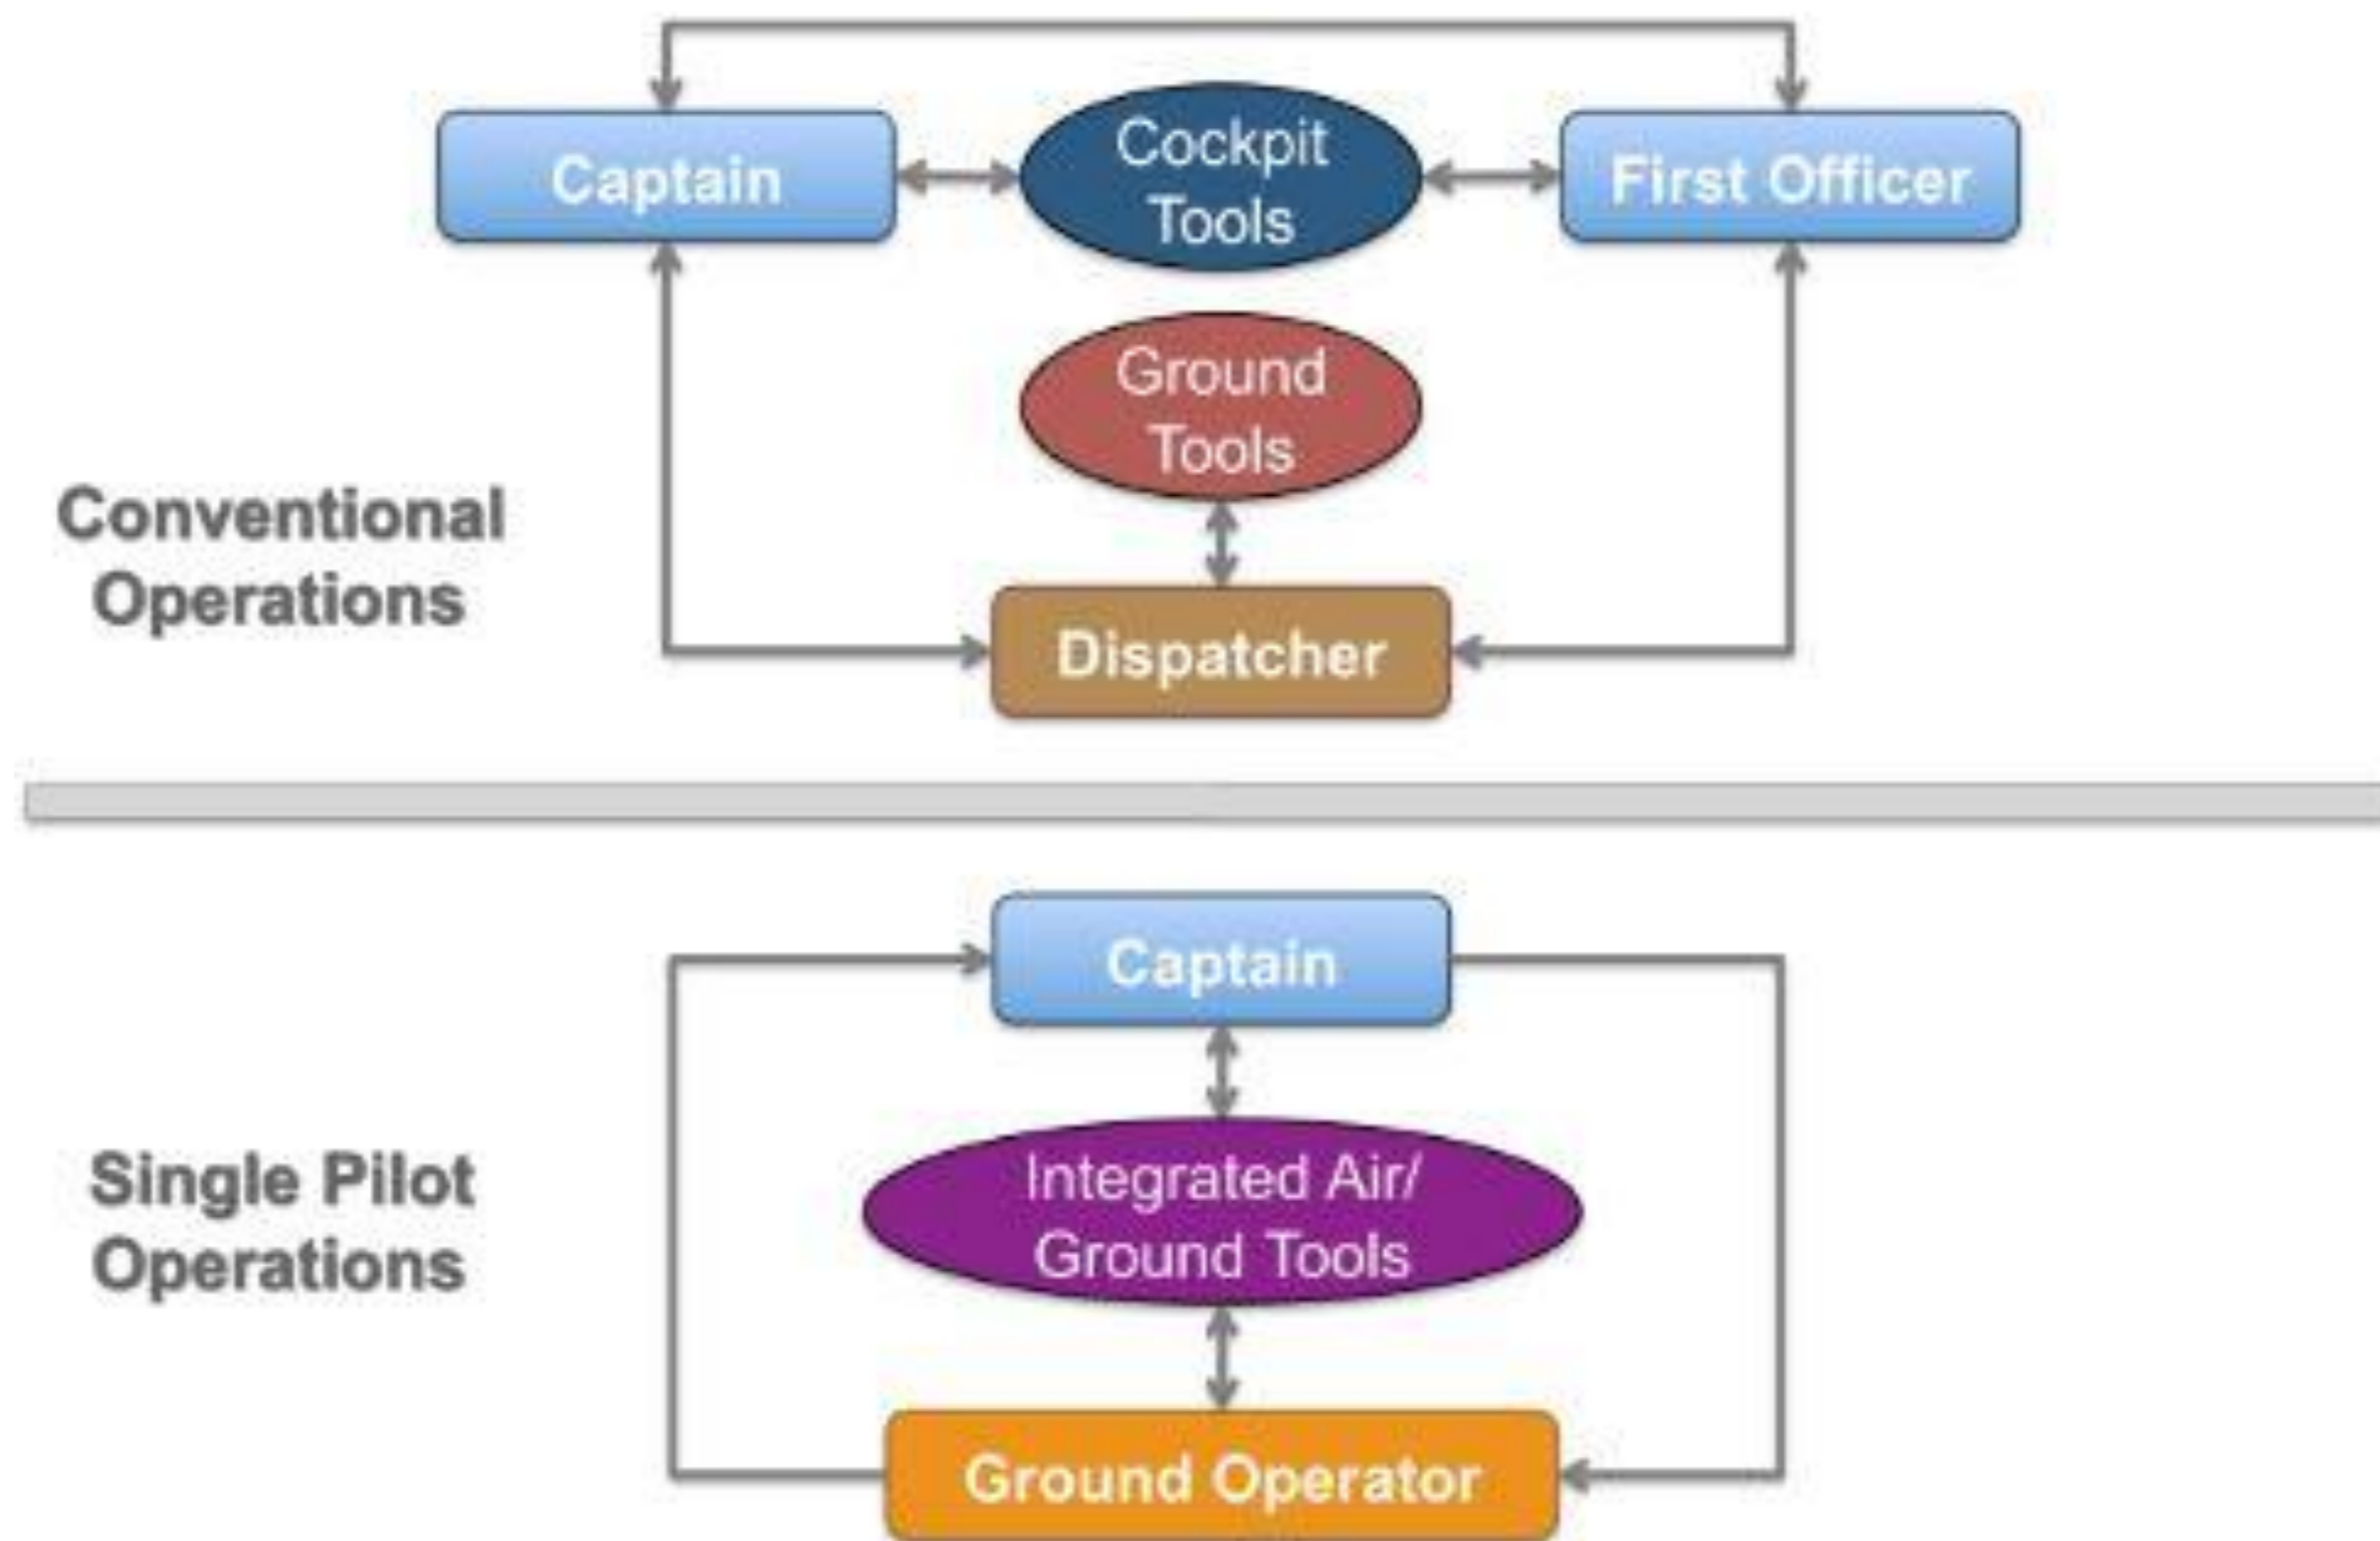 Captain
Cockpit
Tools
First Officer
Ground
Tools
Conventional
Operations
Dispatcher
Captain
Single Pilot
Operations
Integrated Air/
Ground Tools
Ground Operator